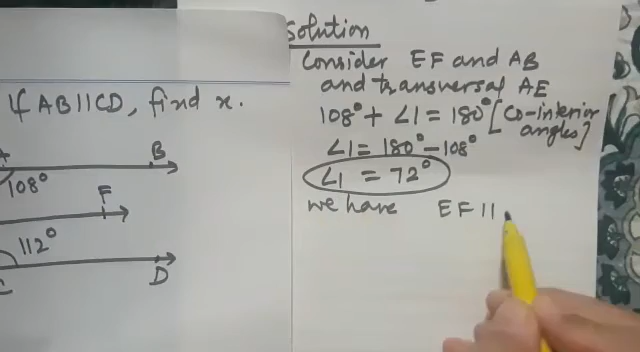 If AB||CD, find x.
A
B
108°
F
112°
C
D
Solution
Consider EF and AB
and transversal AE
108° + ∠1 = 180° [Co-interior angles]
∠1 = 180° - 108°
∠1 = 72°
we have EF ||